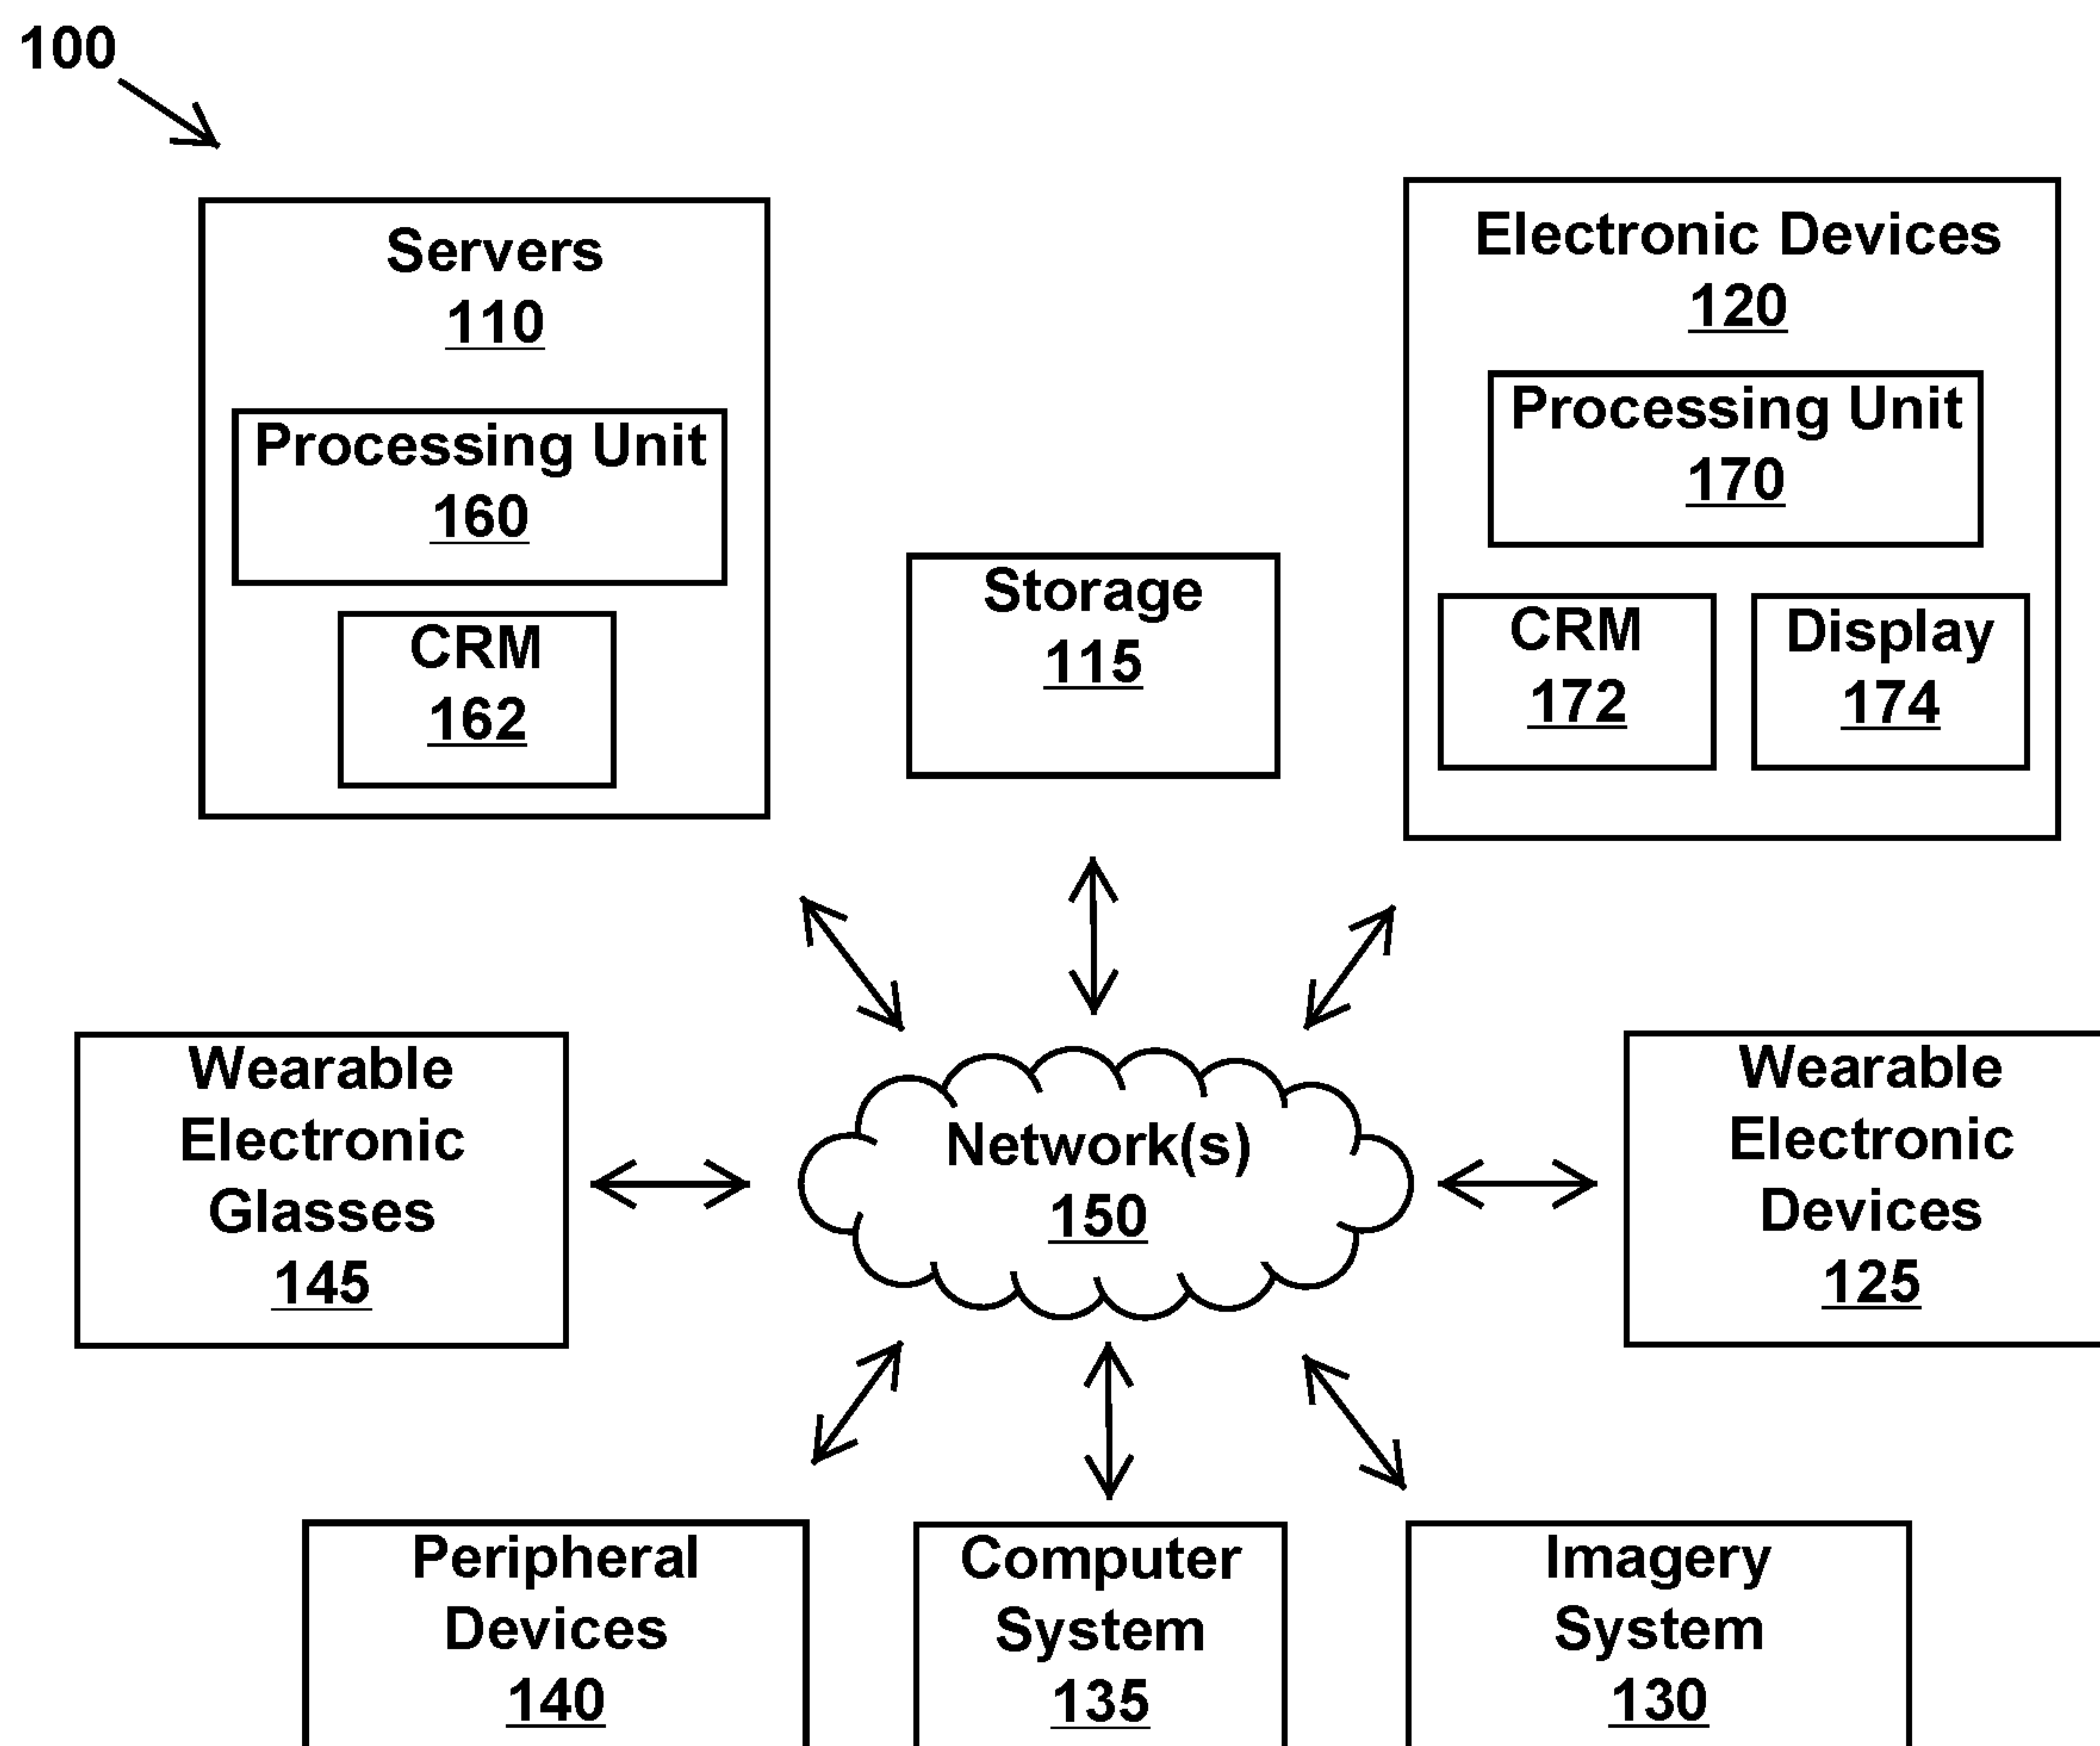 100
Servers
110
Processing Unit
160
CRM
162
Storage
115
Electronic Devices
120
Processing Unit
170
CRM
172
Display
174
Wearable
Electronic
Glasses
145
Network(s)
150
Wearable
Electronic
Devices
125
Peripheral
Devices
140
Computer
System
135
Imagery
System
130